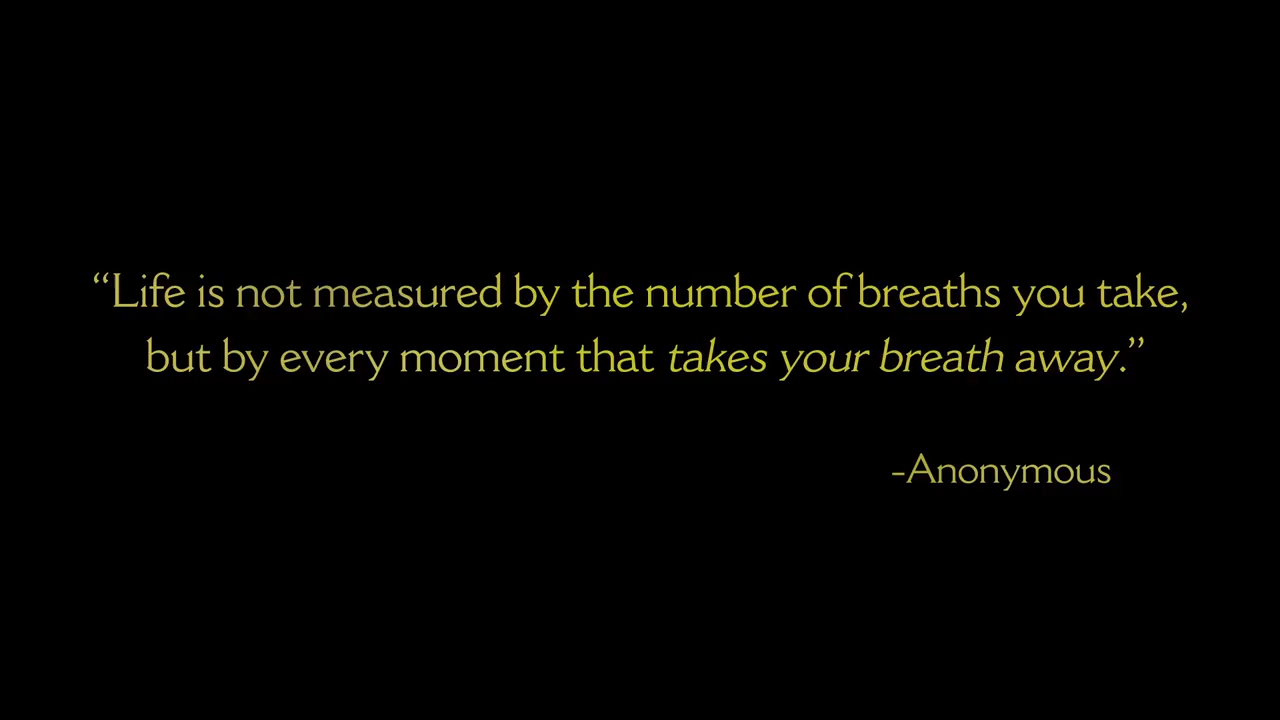 “Life is not measured by the number of breaths you take,
but by every moment that takes your breath away.”
-Anonymous